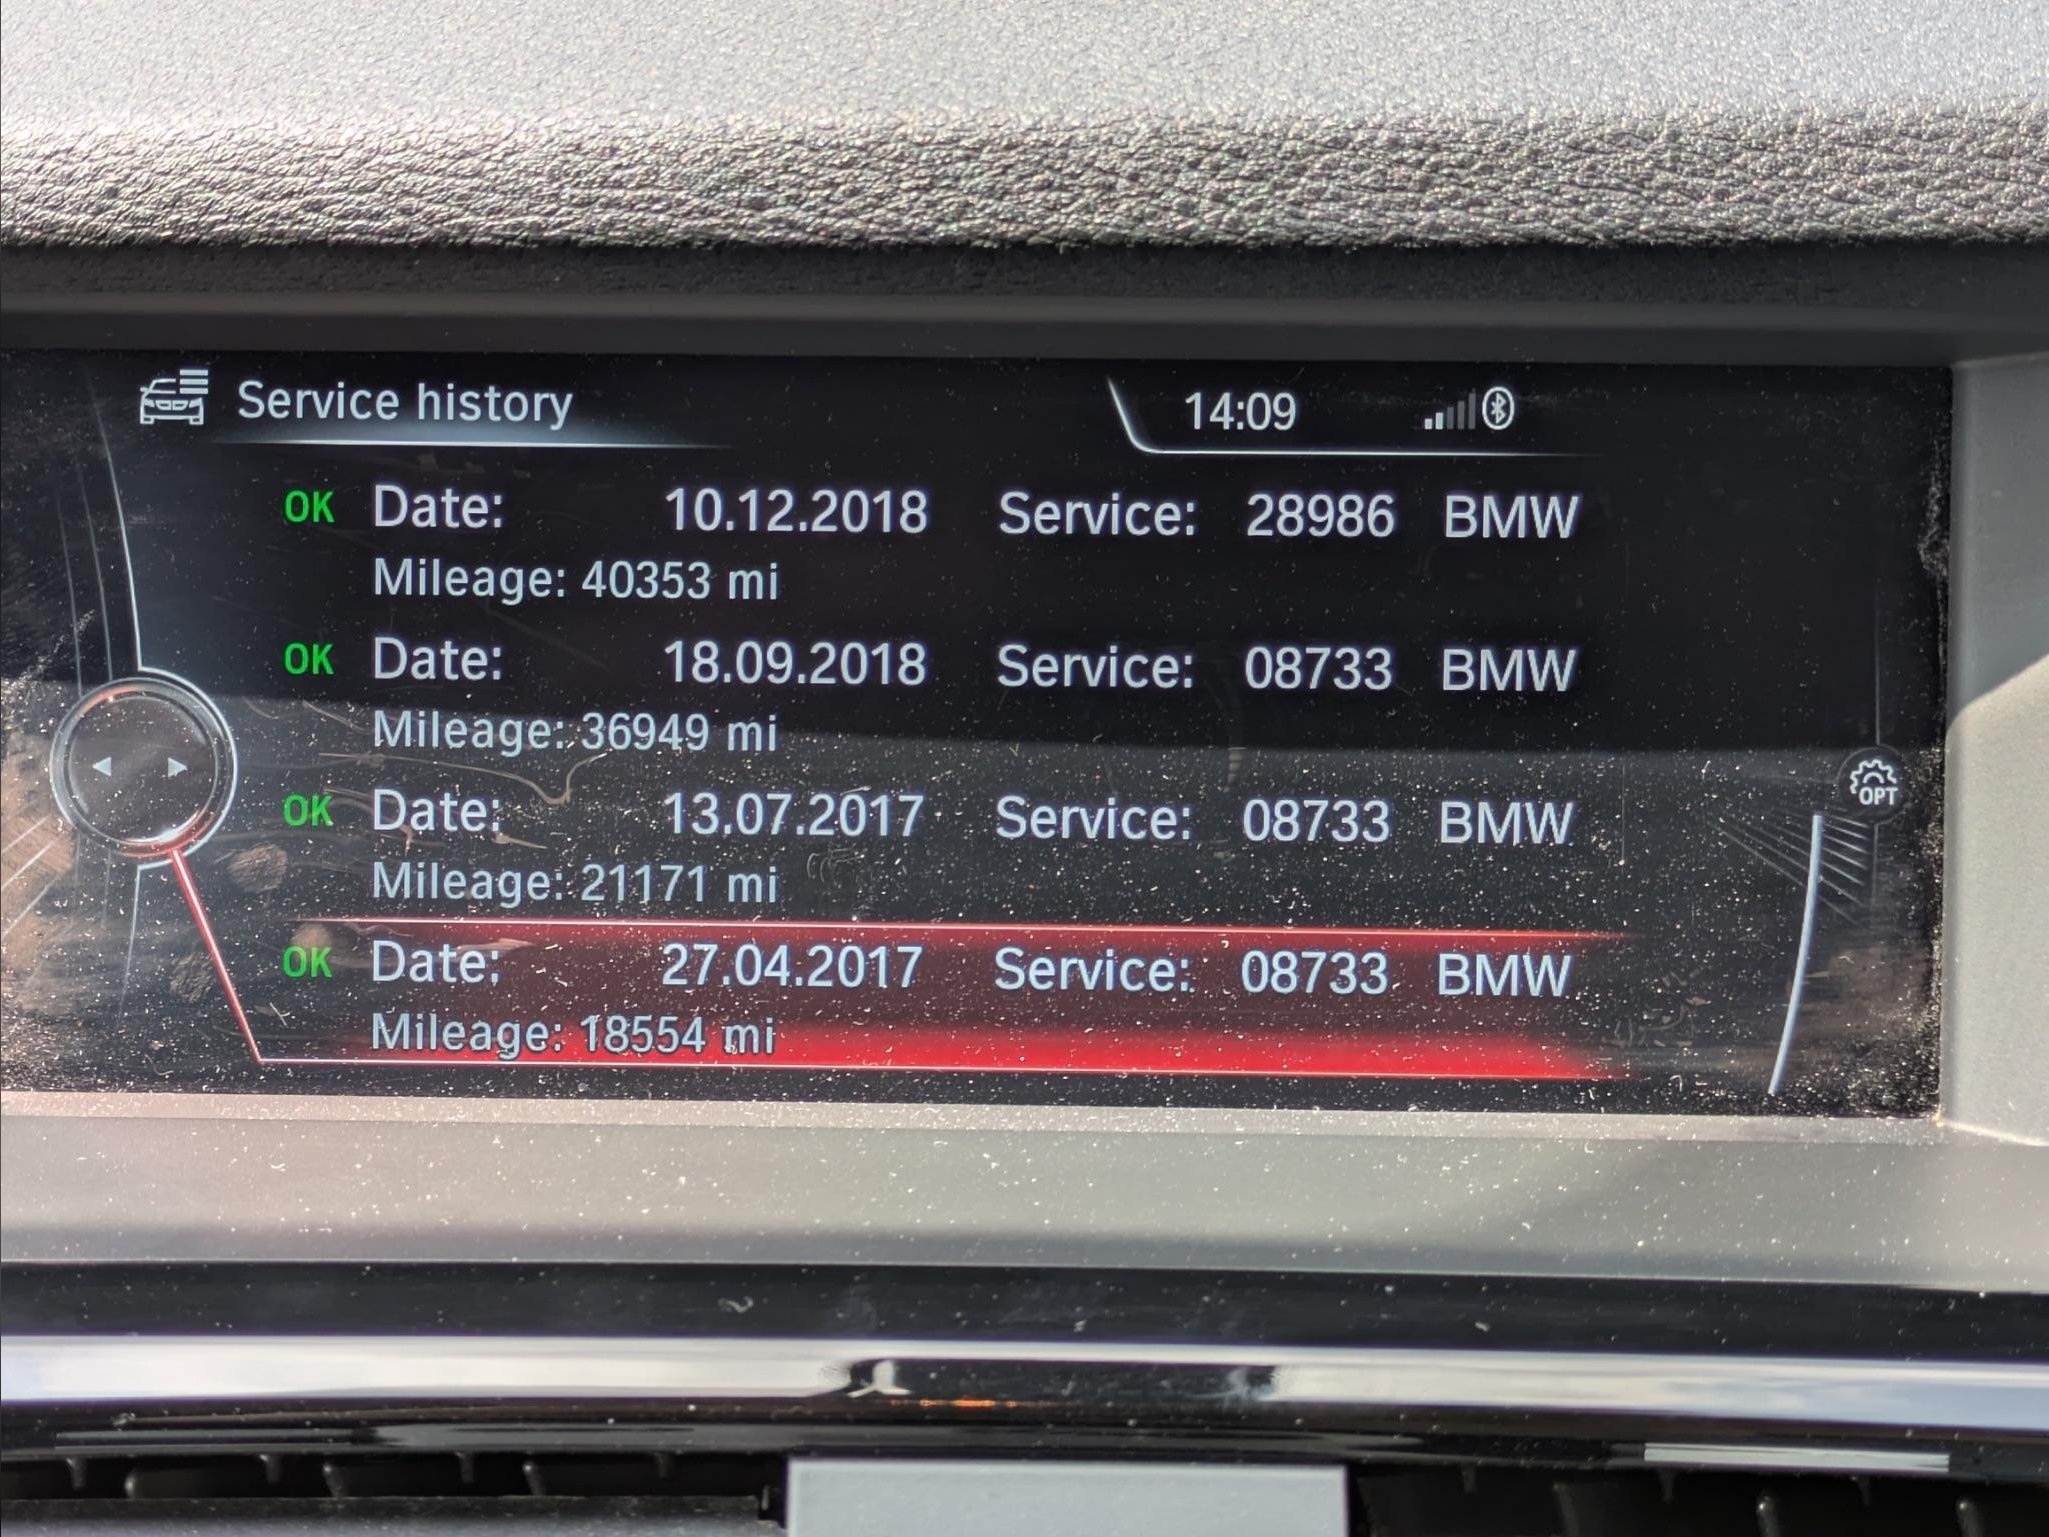 Service history 14:09
OK Date: 10.12.2018 Service: 28986 BMW
Mileage: 40353 mi
OK Date: 18.09.2018 Service: 08733 BMW
Mileage: 36949 mi
OK Date: 13.07.2017 Service: 08733 BMW
Mileage: 21171 mi
OPT
OK Date: 27.04.2017 Service: 08733 BMW
Mileage: 18554 mi